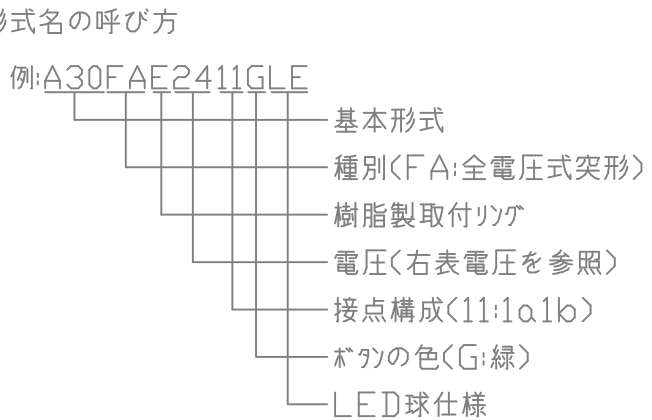 形式名の呼び方
例:A30FAE2411GLE
基本形式
種別(FA:全電圧式突形)
樹脂製取付リング
電圧(右表電圧を参照)
接点構成(11:1a1b)
ボタンの色(G:緑)
LED球仕様